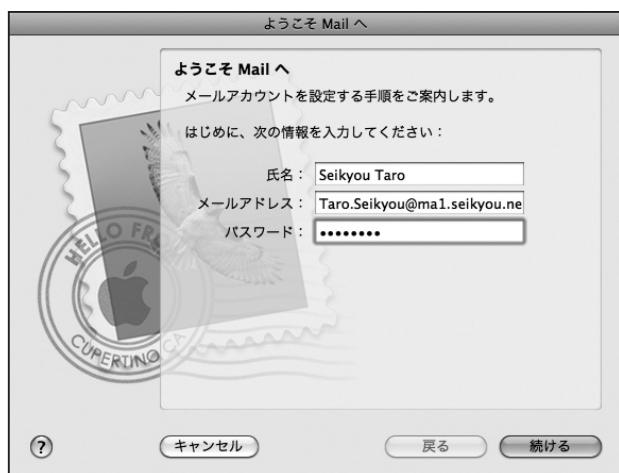 ようこそ Mail へ
ようこそ Mail へ
メールアカウントを設定する手順をご案内します。
はじめに、次の情報を入力してください：
氏名： Seikyou Taro
メールアドレス： Taro.Seikyou@ma1.seikyou.ne
パスワード： ••••••••
HELLO FR
CUPERTINO CA
? キャンセル 戻る 続ける